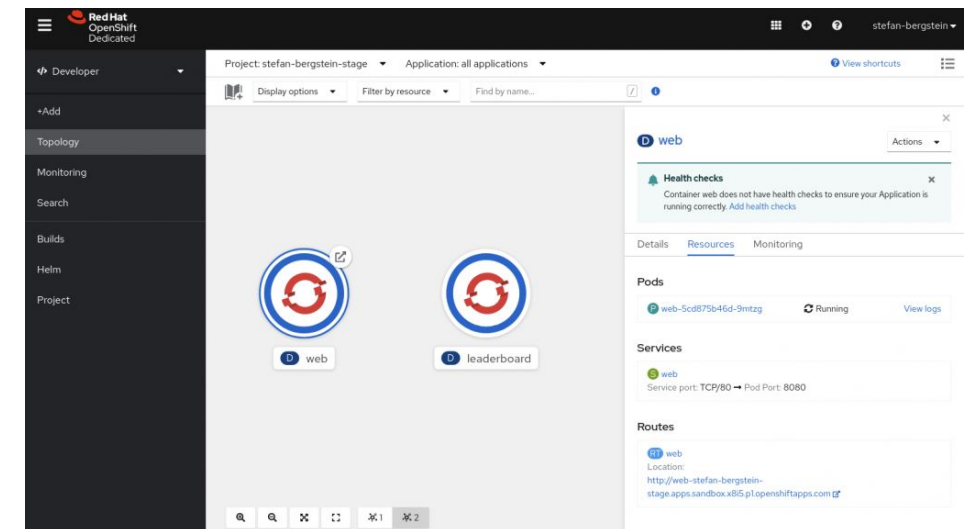 Red Hat
OpenShift
Dedicated
stefan-bergstein
Developer
Project: stefan-bergstein-stage
Application: all applications
View shortcuts
Display options
Filter by resource
Find by name...
/
+Add
Topology
Monitoring
Search
Builds
Helm
Project
D web
D leaderboard
1
2
D web
Actions
Health checks
Container web does not have health checks to ensure your Application is
running correctly. Add health checks
Details
Resources
Monitoring
Pods
P web-5cd875b46d-9mtzg
Running
View logs
Services
S web
Service port: TCP/80 → Pod Port: 8080
Routes
RT web
Location:
http://web-stefan-bergstein-
stage.apps.sandbox.x8i5.p1.openshiftapps.com